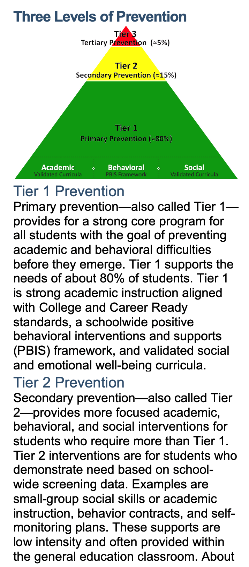 Three Levels of Prevention
Tier 3
Tertiary Prevention (≈5%)
Tier 2
Secondary Prevention (≈15%)
Tier 1
Primary Prevention (≈80%)
Academic ◦ Behavioral ◦ Social
Validated Curricula PBIS Framework Validated Curricula
Tier 1 Prevention
Primary prevention—also called Tier 1—
provides for a strong core program for
all students with the goal of preventing
academic and behavioral difficulties
before they emerge. Tier 1 supports the
needs of about 80% of students. Tier 1
is strong academic instruction aligned
with College and Career Ready
standards, a schoolwide positive
behavioral interventions and supports
(PBIS) framework, and validated social
and emotional well-being curricula.
Tier 2 Prevention
Secondary prevention—also called Tier
2—provides more focused academic,
behavioral, and social interventions for
students who require more than Tier 1.
Tier 2 interventions are for students who
demonstrate need based on school-
wide screening data. Examples are
small-group social skills or academic
instruction, behavior contracts, and self-
monitoring plans. These supports are
low intensity and often provided within
the general education classroom. About